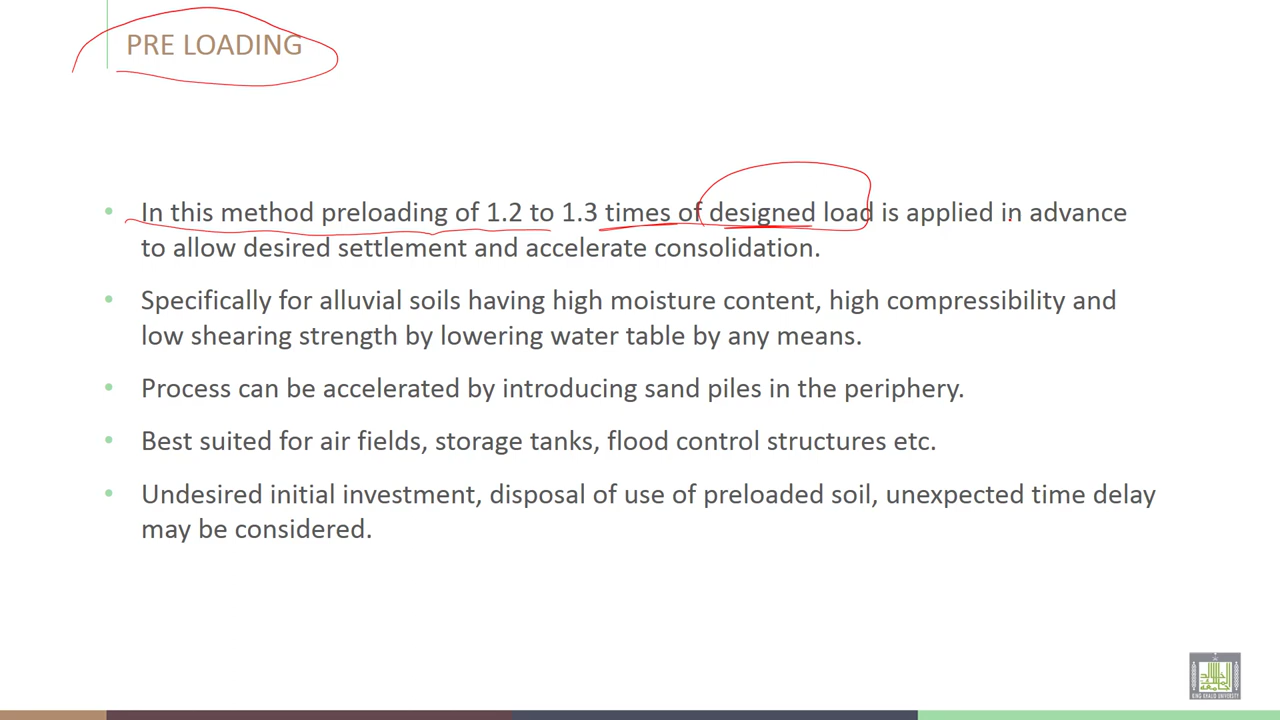 PRE LOADING
In this method preloading of 1.2 to 1.3 times of designed load is applied in advance
to allow desired settlement and accelerate consolidation.
Specifically for alluvial soils having high moisture content, high compressibility and
low shearing strength by lowering water table by any means.
Process can be accelerated by introducing sand piles in the periphery.
Best suited for air fields, storage tanks, flood control structures etc.
Undesired initial investment, disposal of use of preloaded soil, unexpected time delay
may be considered.
KING KHALID UNIVERSITY